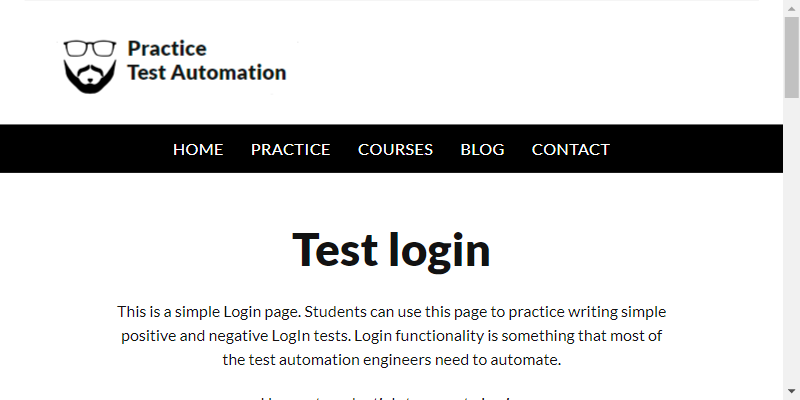 Practice
Test Automation
HOME PRACTICE COURSES BLOG CONTACT
Test login
This is a simple Login page. Students can use this page to practice writing simple
positive and negative LogIn tests. Login functionality is something that most of
the test automation engineers need to automate.